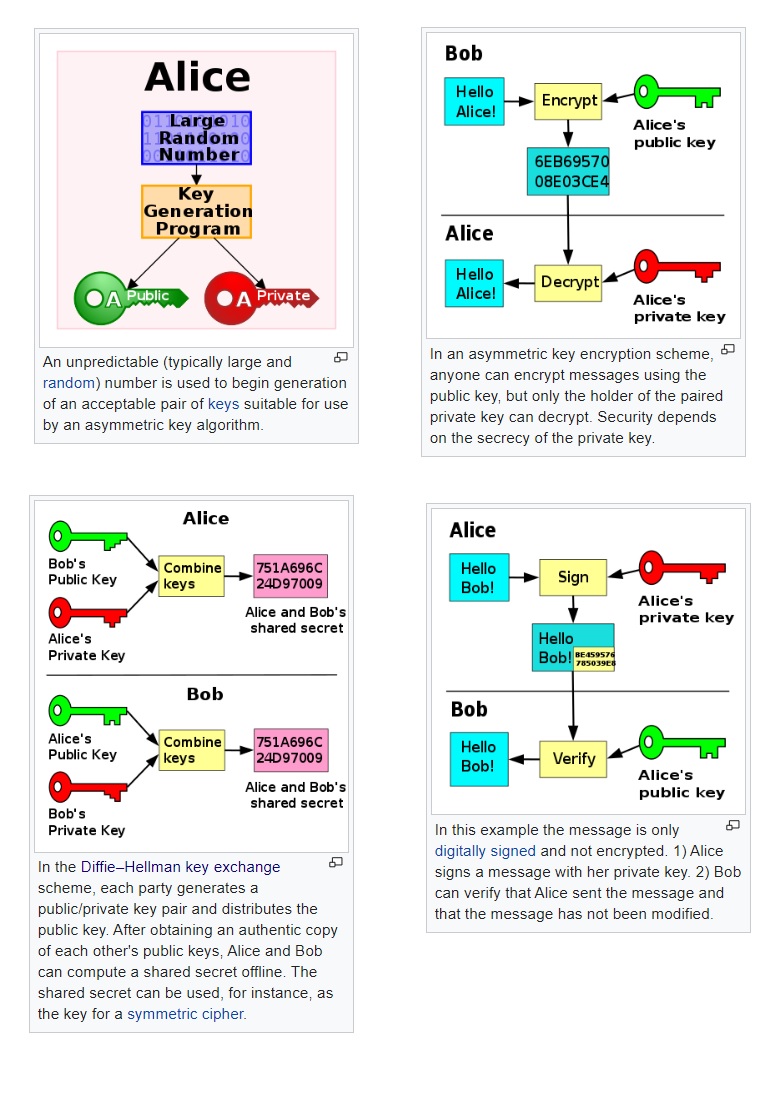 Alice
Large
Random
Number
Key
Generation
Program
A Public
A Private
An unpredictable (typically large and
random) number is used to begin generation
of an acceptable pair of keys suitable for use
by an asymmetric key algorithm.
Bob
Hello
Alice!
Encrypt
Alice's
public key
6EB69570
08E03CE4
Alice
Hello
Alice!
Decrypt
Alice's
private key
In an asymmetric key encryption scheme,
anyone can encrypt messages using the
public key, but only the holder of the paired
private key can decrypt. Security depends
on the secrecy of the private key.
Alice
Bob's
Public Key
Combine
keys
751A696C
24D97009
Alice's
Private Key
Alice and Bob's
shared secret
Bob
Alice's
Public Key
Combine
keys
751A696C
24D97009
Bob's
Private Key
Alice and Bob's
shared secret
In the Diffie–Hellman key exchange
scheme, each party generates a
public/private key pair and distributes the
public key. After obtaining an authentic copy
of each other's public keys, Alice and Bob
can compute a shared secret offline. The
shared secret can be used, for instance, as
the key for a symmetric cipher.
Alice
Hello
Bob!
Sign
Alice's
private key
Hello
Bob!
BE459576
785039E8
Bob
Hello
Bob!
Verify
Alice's
public key
In this example the message is only
digitally signed and not encrypted. 1) Alice
signs a message with her private key. 2) Bob
can verify that Alice sent the message and
that the message has not been modified.